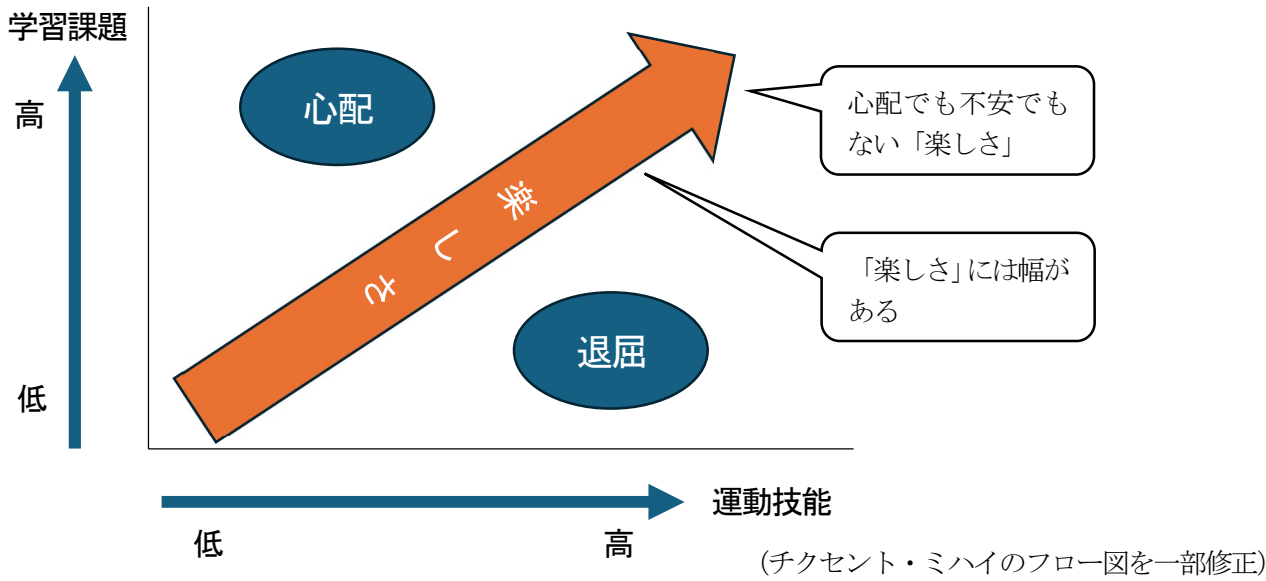 学習課題
高
低
心配
楽しさ
退屈
心配でも不安でも
ない「楽しさ」
「楽しさ」には幅が
ある
運動技能
低
高
(チクセント・ミハイのフロー図を一部修正)